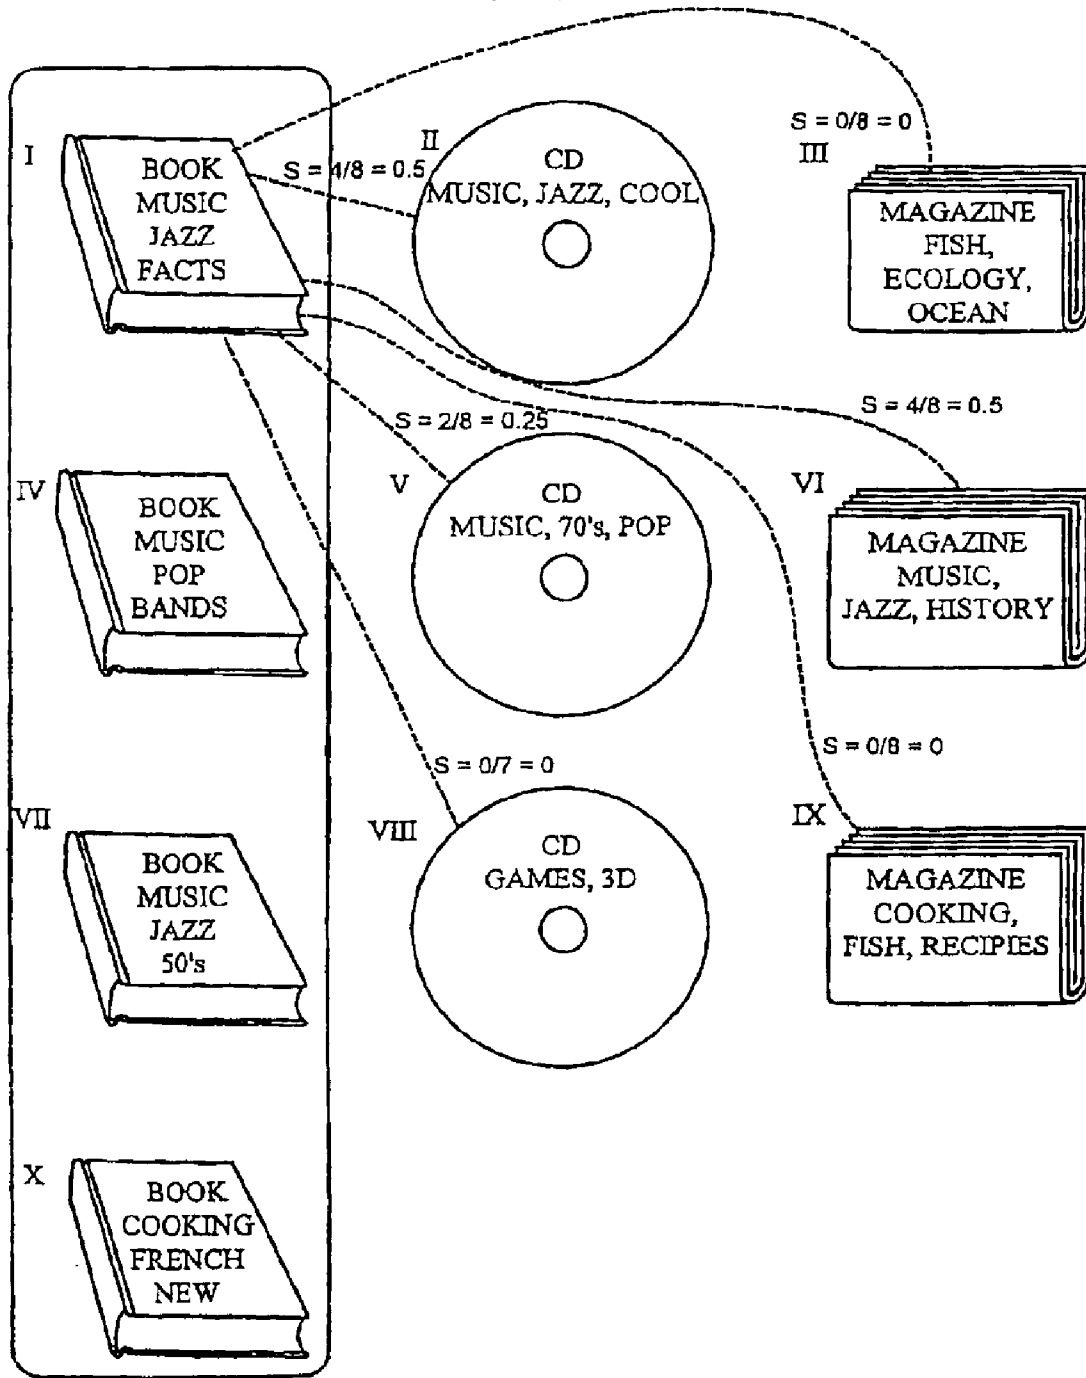 S = 0/8 = 0
I
BOOK
MUSIC
JAZZ
FACTS
S = 4/8 = 0.5
II
CD
MUSIC, JAZZ, COOL
III
MAGAZINE
FISH,
ECOLOGY,
OCEAN
S = 2/8 = 0.25
S = 4/8 = 0.5
IV
BOOK
MUSIC
POP
BANDS
V
CD
MUSIC, 70's, POP
VI
MAGAZINE
MUSIC,
JAZZ, HISTORY
S = 0/7 = 0
S = 0/8 = 0
VII
BOOK
MUSIC
JAZZ
50's
VIII
CD
GAMES, 3D
IX
MAGAZINE
COOKING,
FISH, RECIPIES
X
BOOK
COOKING
FRENCH
NEW